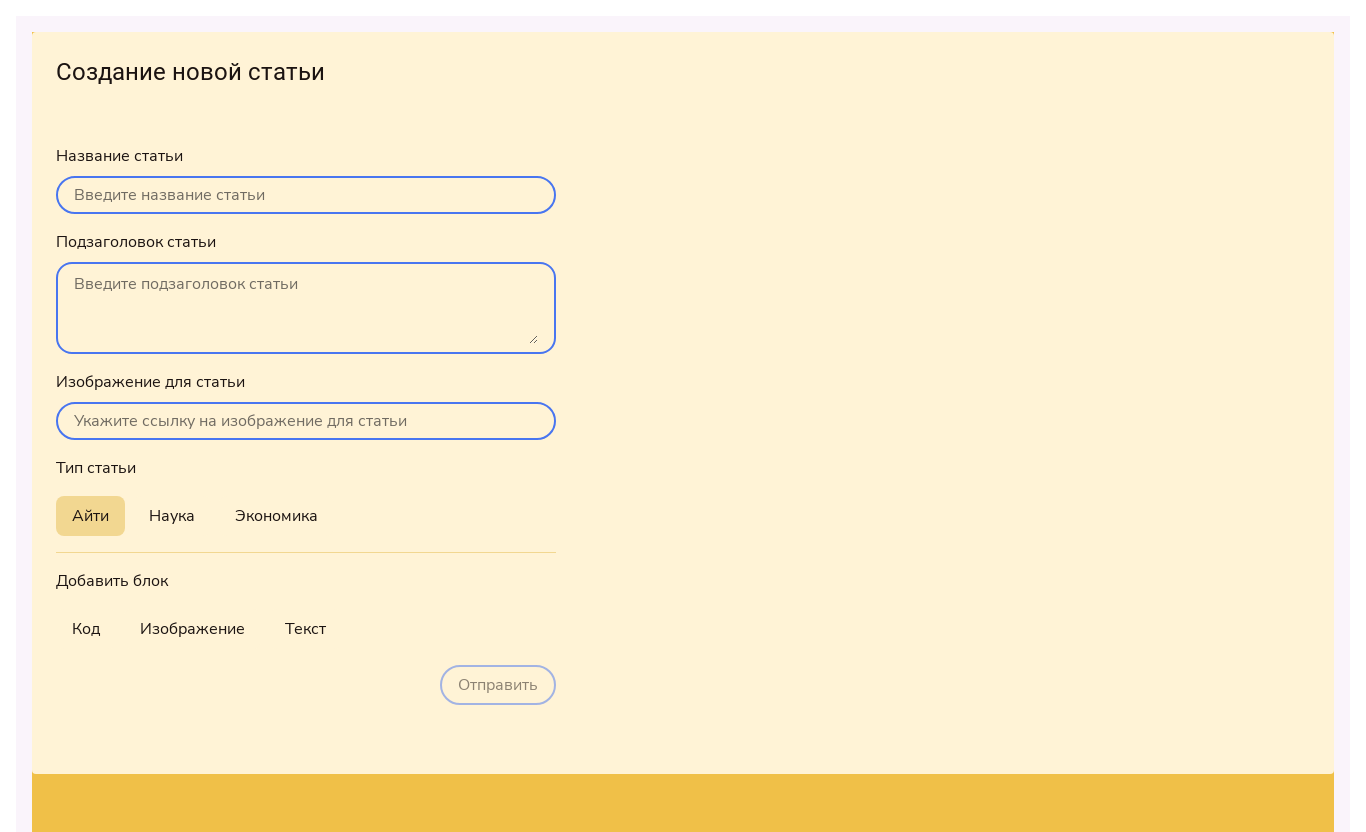 Создание новой статьи
Название статьи
Введите название статьи
Подзаголовок статьи
Введите подзаголовок статьи
Изображение для статьи
Укажите ссылку на изображение для статьи
Тип статьи
Айти Наука Экономика
Добавить блок
Код Изображение Текст
Отправить